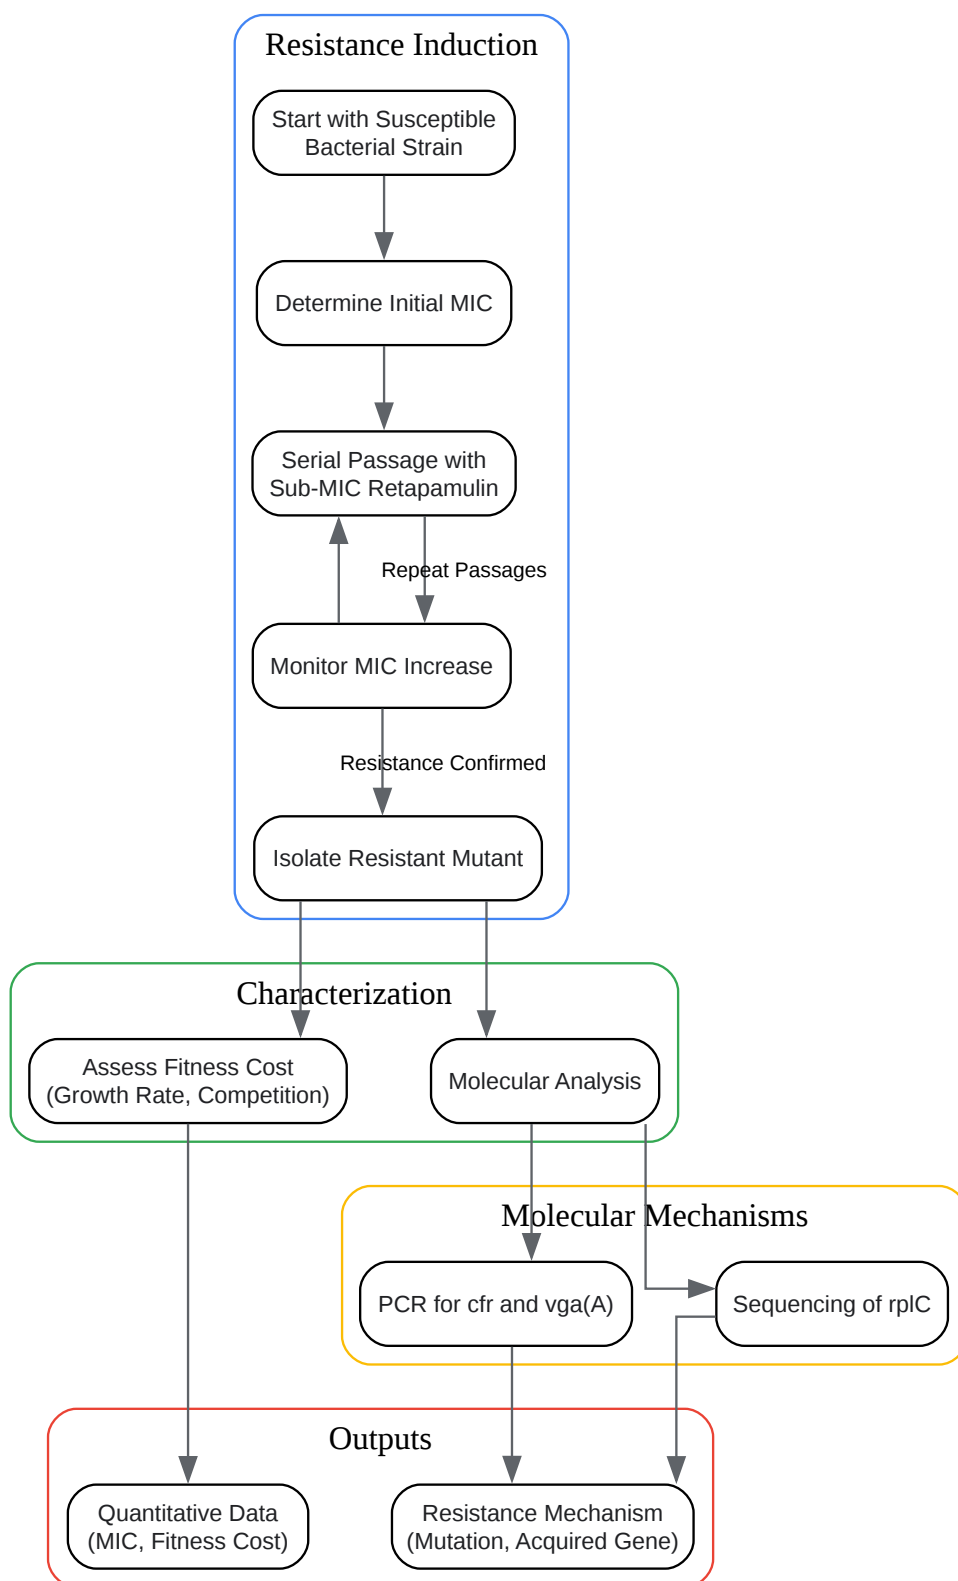 Resistance Induction
Start with Susceptible
Bacterial Strain
Determine Initial MIC
Serial Passage with
Sub-MIC Retapamulin
Repeat Passages
Monitor MIC Increase
Resistance Confirmed
Isolate Resistant Mutant
Characterization
Assess Fitness Cost
(Growth Rate, Competition)
Molecular Analysis
Molecular Mechanisms
PCR for cfr and vga(A)
Sequencing of rplC
Outputs
Quantitative Data
(MIC, Fitness Cost)
Resistance Mechanism
(Mutation, Acquired Gene)